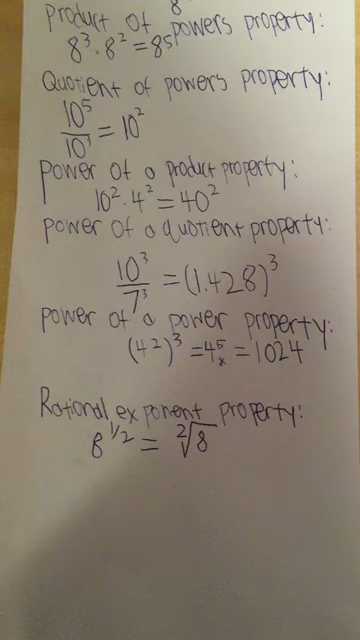 8
Product of powers property:
8³·8²=8⁵
Quotient of powers property:
10⁵/10³=10²
Power of a product property:
10²·4²=40²
power of a quotient property:
10³/7³=(1.428)³
power of a power property:
(4²)³=4⁵=1024
Rational exponent property:
8^1/2=²√8